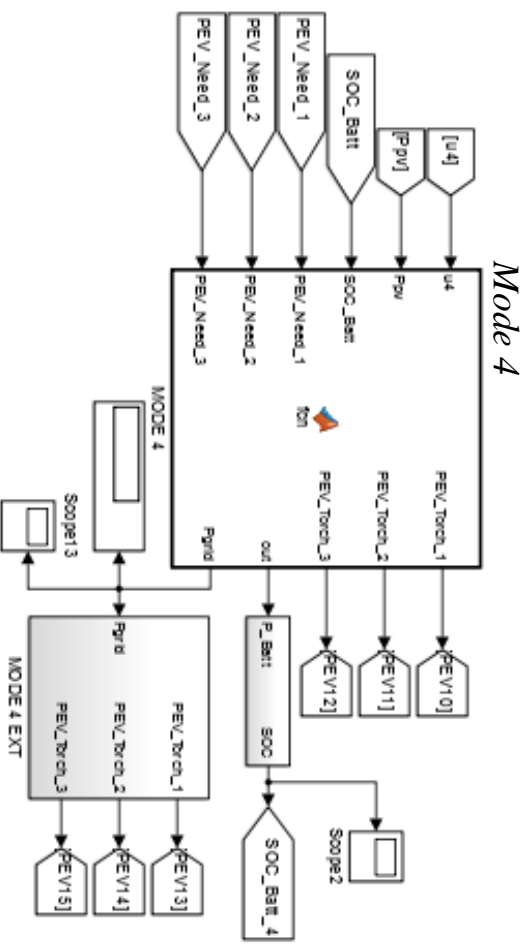 Mode 4
[u4]
[Ppv]
SOC_Batt
PEV_Need_1
PEV_Need_2
PEV_Need_3
u4
Ppv
SOC_Batt
PEV_Need_1
PEV_Need_2
PEV_Need_3
fcn
PEV_Torch_1
PEV_Torch_2
PEV_Torch_3
out
Pgrid
[PEV10]
[PEV11]
[PEV12]
P_Batt
SOC
Scope2
SOC_Batt_4
MODE 4
Scope13
Pgrid
PEV_Torch_1
PEV_Torch_2
PEV_Torch_3
MODE 4 EXT
[PEV13]
[PEV14]
[PEV15]